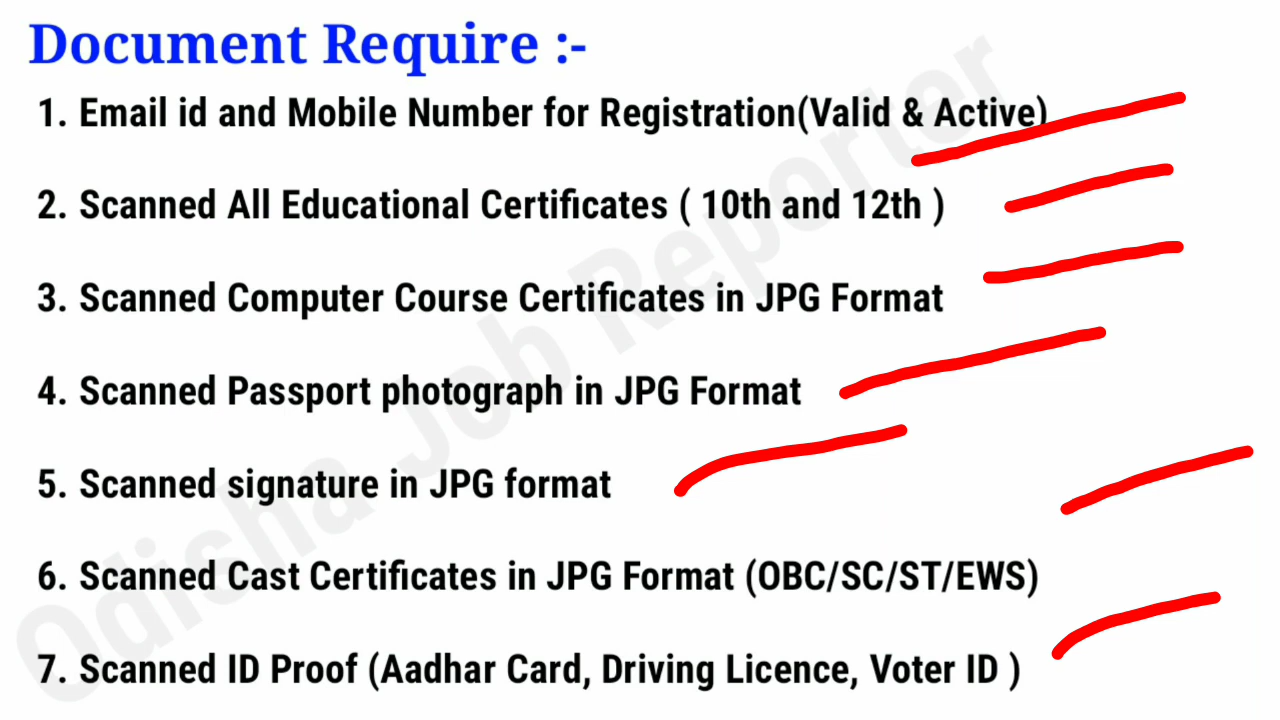 Document Require :-
1. Email id and Mobile Number for Registration(Valid & Active)
2. Scanned All Educational Certificates ( 10th and 12th )
3. Scanned Computer Course Certificates in JPG Format
4. Scanned Passport photograph in JPG Format
5. Scanned signature in JPG format
6. Scanned Cast Certificates in JPG Format (OBC/SC/ST/EWS)
7. Scanned ID Proof (Aadhar Card, Driving Licence, Voter ID )
Odisha Job Reporter